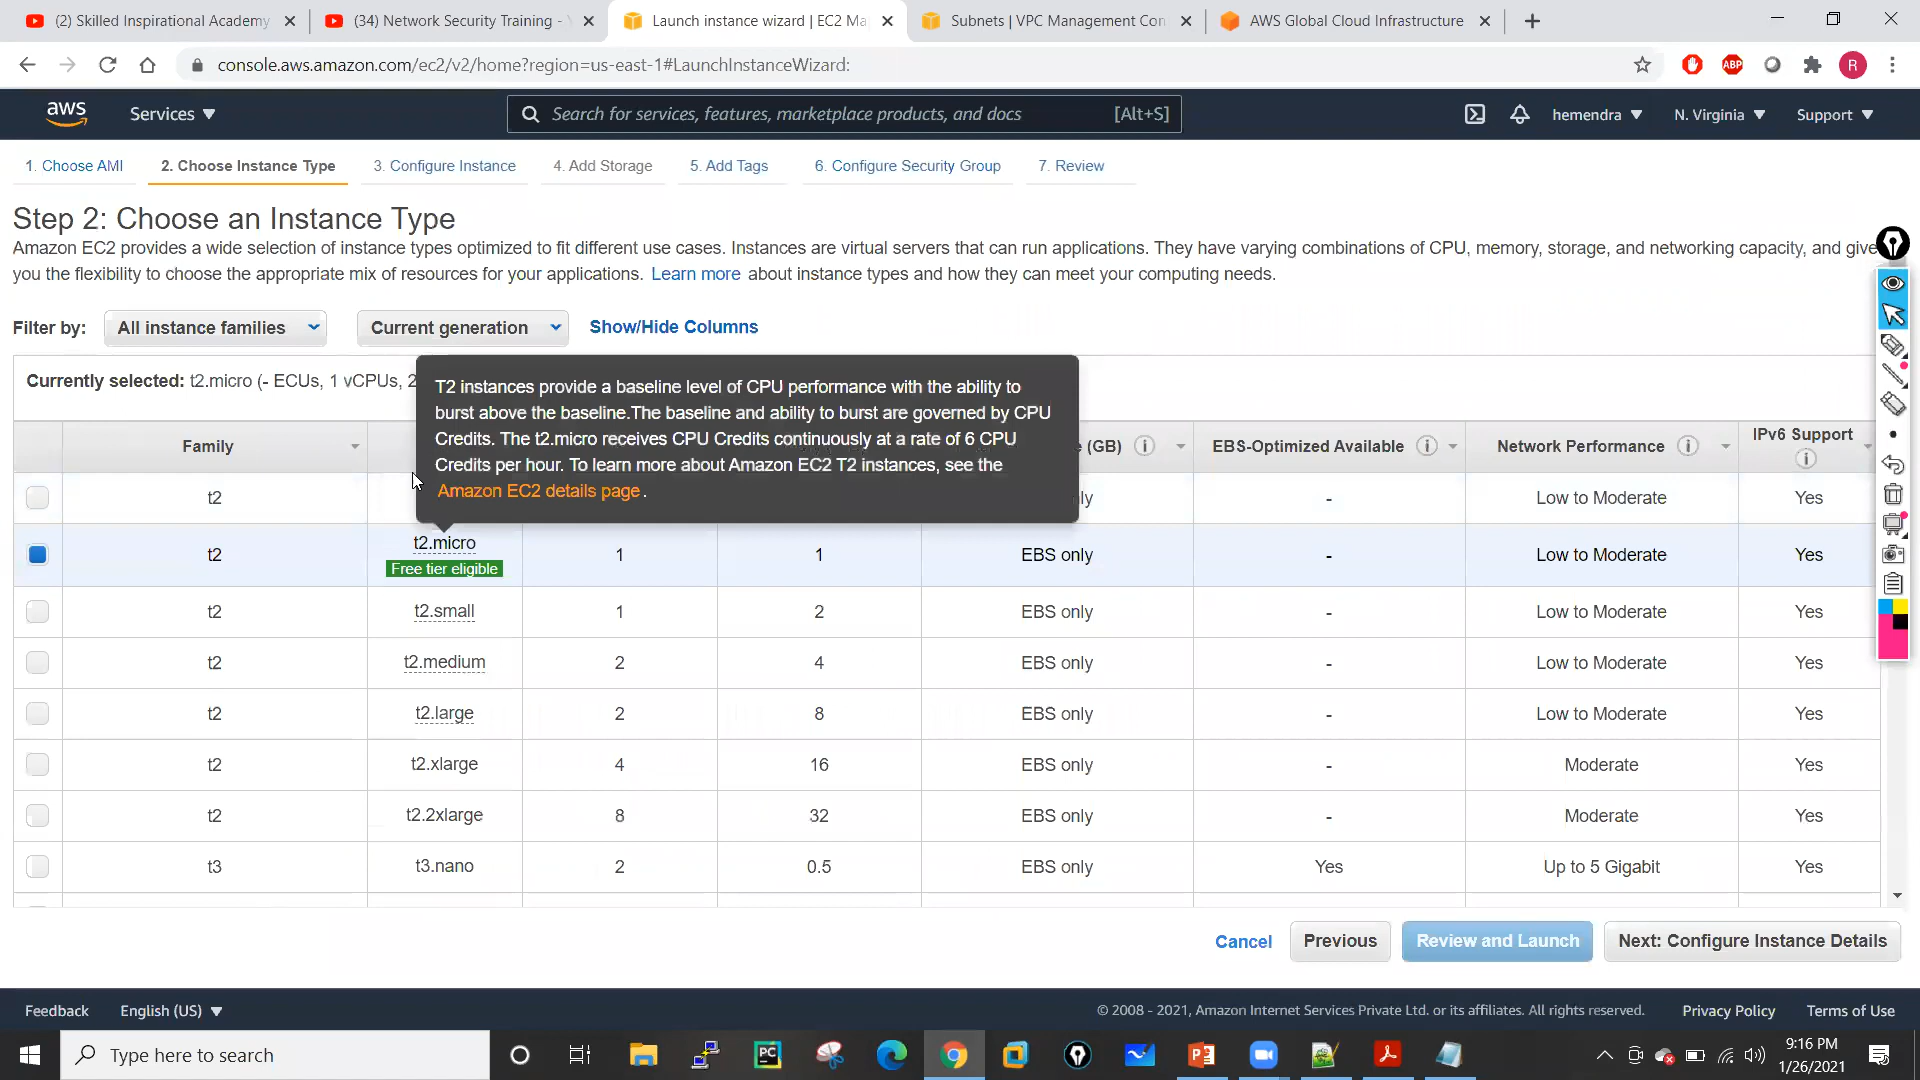 (2) Skilled Inspirational Academy
(34) Network Security Training -
Launch instance wizard | EC2 Ma
Subnets | VPC Management Con
AWS Global Cloud Infrastructure
console.aws.amazon.com/ec2/v2/home?region=us-east-1#LaunchInstanceWizard:
ABP
R
aws
Services
Search for services, features, marketplace products, and docs
[Alt+S]
hemendra
N. Virginia
Support
1. Choose AMI
2. Choose Instance Type
3. Configure Instance
4. Add Storage
5. Add Tags
6. Configure Security Group
7. Review
Step 2: Choose an Instance Type
Amazon EC2 provides a wide selection of instance types optimized to fit different use cases. Instances are virtual servers that can run applications. They have varying combinations of CPU, memory, storage, and networking capacity, and give
you the flexibility to choose the appropriate mix of resources for your applications. Learn more about instance types and how they can meet your computing needs.
Filter by: All instance families Current generation Show/Hide Columns
Currently selected: t2.micro (- ECUs, 1 vCPUs, 2
T2 instances provide a baseline level of CPU performance with the ability to
burst above the baseline.The baseline and ability to burst are governed by CPU
Credits. The t2.micro receives CPU Credits continuously at a rate of 6 CPU
Credits per hour. To learn more about Amazon EC2 T2 instances, see the
Amazon EC2 details page.
Family (GB) EBS-Optimized Available Network Performance IPv6 Support
t2 ly - Low to Moderate Yes
t2 t2.micro 1 1 EBS only - Low to Moderate Yes
Free tier eligible
t2 t2.small 1 2 EBS only - Low to Moderate Yes
t2 t2.medium 2 4 EBS only - Low to Moderate Yes
t2 t2.large 2 8 EBS only - Low to Moderate Yes
t2 t2.xlarge 4 16 EBS only - Moderate Yes
t2 t2.2xlarge 8 32 EBS only - Moderate Yes
t3 t3.nano 2 0.5 EBS only Yes Up to 5 Gigabit Yes
Cancel
Previous
Review and Launch
Next: Configure Instance Details
Feedback
English (US)
© 2008 - 2021, Amazon Internet Services Private Ltd. or its affiliates. All rights reserved.
Privacy Policy
Terms of Use
Type here to search
PC
9:16 PM
1/26/2021